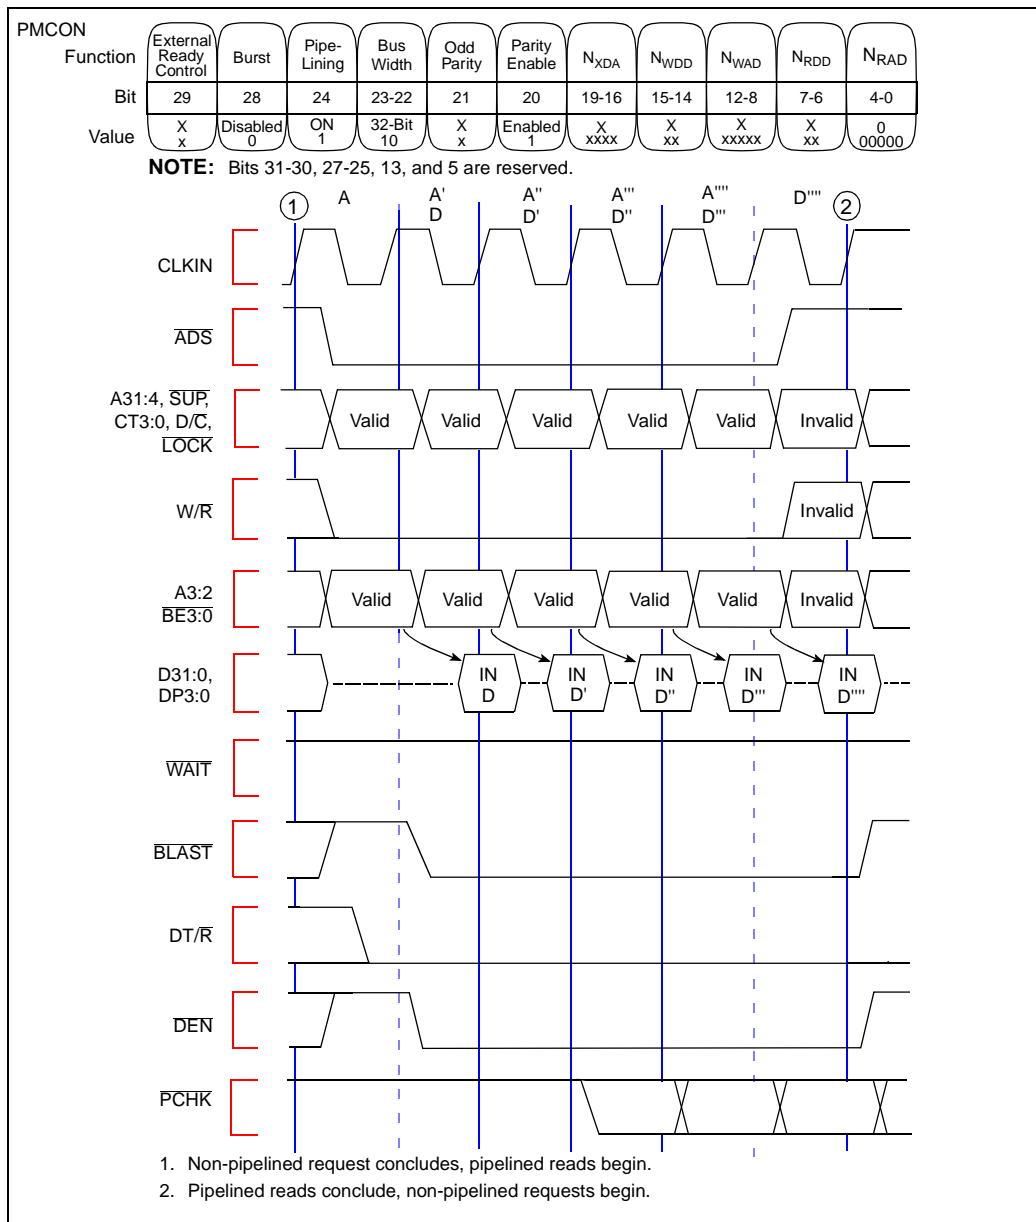 PMCON
Function External Ready Control Burst Pipe-Lining Bus Width Odd Parity Parity Enable NXDA NWDD NWAD NRDD NRAD
Bit 29 28 24 23-22 21 20 19-16 15-14 12-8 7-6 4-0
Value X x Disabled 0 ON 1 32-Bit 10 X x Enabled 1 X xxxx X xx X xxxxx X xx 0 00000
NOTE: Bits 31-30, 27-25, 13, and 5 are reserved.
1 A A' A'' A''' A'''' D'''' 2
D D' D'' D'''
CLKIN
ADS
A31:4, SUP,
CT3:0, D/C,
LOCK
Valid Valid Valid Valid Valid Invalid
W/R
Invalid
A3:2
BE3:0
Valid Valid Valid Valid Valid Invalid
D31:0,
DP3:0
IN IN IN IN IN
D D' D'' D''' D''''
WAIT
BLAST
DT/R
DEN
PCHK
1. Non-pipelined request concludes, pipelined reads begin.
2. Pipelined reads conclude, non-pipelined requests begin.